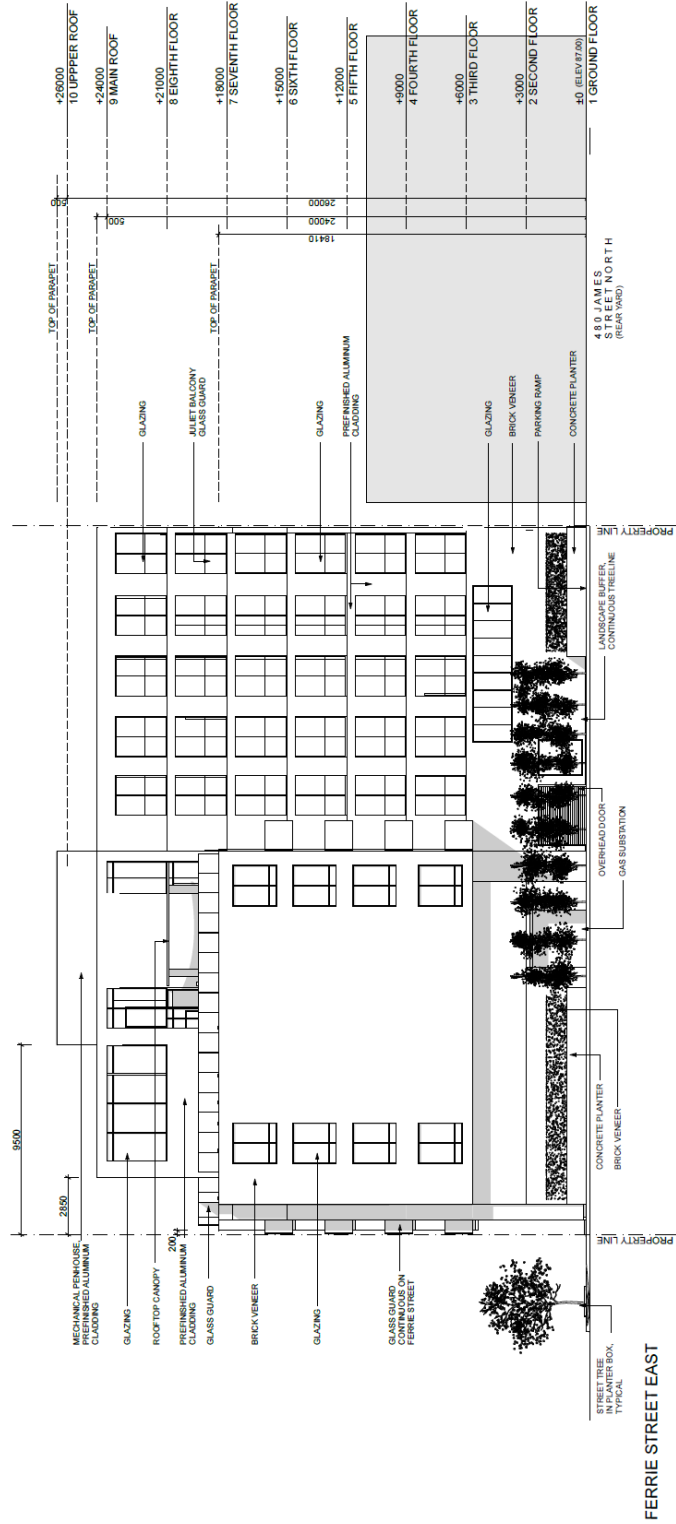 +26000
10 UPPPER ROOF
+24000
9 MAIN ROOF
+21000
8 EIGHTH FLOOR
+18000
7 SEVENTH FLOOR
+15000
6 SIXTH FLOOR
+12000
5 FIFTH FLOOR
+9000
4 FOURTH FLOOR
+6000
3 THIRD FLOOR
+3000
2 SECOND FLOOR
±0 (ELEV 87.00)
1 GROUND FLOOR
500
26000
500
24000
18410
TOP OF PARAPET
TOP OF PARAPET
TOP OF PARAPET
480 JAMES
STREET NORTH
(REAR YARD)
GLAZING
JULIET BALCONY
GLASS GUARD
GLAZING
PREFINISHED ALUMINUM
CLADDING
GLAZING
BRICK VENEER
PARKING RAMP
CONCRETE PLANTER
PROPERTY LINE
LANDSCAPE BUFFER,
CONTINUOUS TREELINE
OVERHEAD DOOR
GAS SUBSTATION
CONCRETE PLANTER
BRICK VENEER
9500
2850
200
PROPERTY LINE
MECHANICAL PENHOUSE,
PREFINISHED ALUMINUM
CLADDING
GLAZING
ROOFTOP CANOPY
PREFINISHED ALUMINUM
CLADDING
GLASS GUARD
BRICK VENEER
GLAZING
GLASS GUARD
CONTINUOUS ON
FERRIE STREET
STREET TREE
IN PLANTER BOX,
TYPICAL
FERRIE STREET EAST